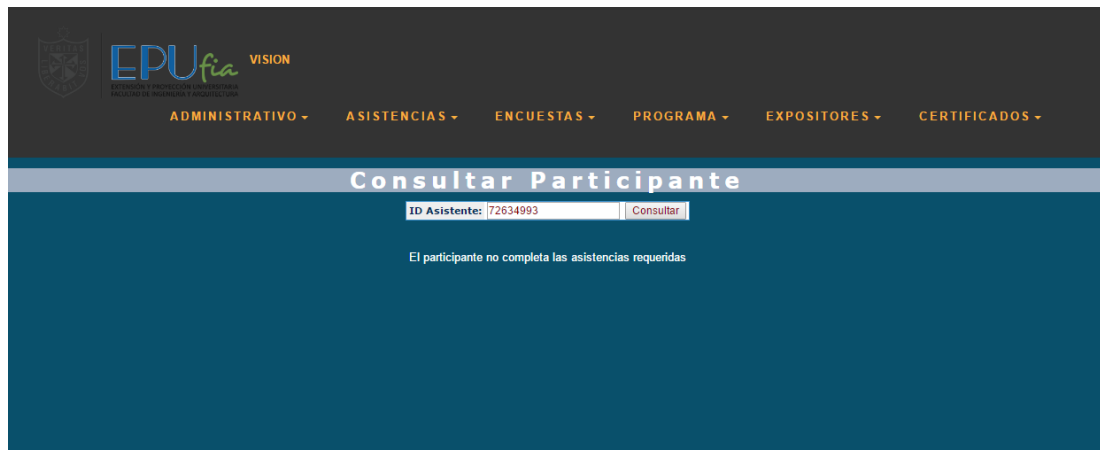 VERITAS
EPUfia
EXTENSIÓN Y PROYECCIÓN UNIVERSITARIA
FACULTAD DE INGENIERÍA Y ARQUITECTURA
VISION
ADMINISTRATIVO ASISTENCIAS ENCUESTAS PROGRAMA EXPOSITORES CERTIFICADOS
Consultar Participante
ID Asistente: 72634993 Consultar
El participante no completa las asistencias requeridas